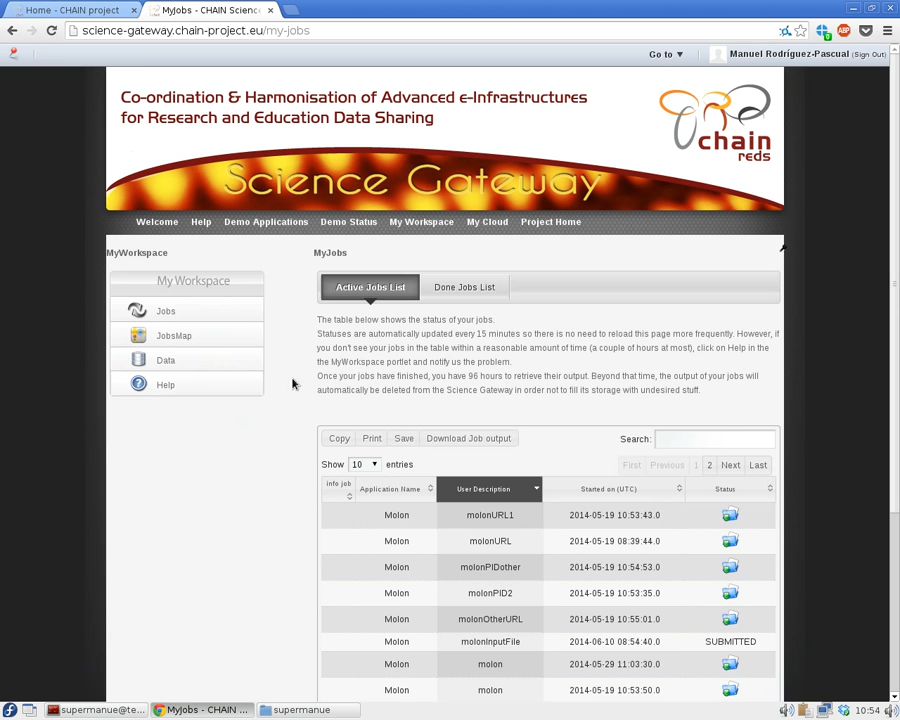 Home - CHAIN project
MyJobs - CHAIN Scienc
science-gateway.chain-project.eu/my-jobs
Go to ▼
Manuel Rodríguez-Pascual (Sign Out)
Co-ordination & Harmonisation of Advanced e-Infrastructures
for Research and Education Data Sharing
chain
reds
Science Gateway
Welcome Help Demo Applications Demo Status My Workspace My Cloud Project Home
MyWorkspace
My Workspace
Jobs
JobsMap
Data
Help
MyJobs
Active Jobs List Done Jobs List
The table below shows the status of your jobs.
Statuses are automatically updated every 15 minutes so there is no need to reload this page more frequently. However, if
you don't see your jobs in the table within a reasonable amount of time (a couple of hours at most), click on Help in the
the MyWorkspace portlet and notify us the problem.
Once your jobs have finished, you have 96 hours to retrieve their output. Beyond that time, the output of your jobs will
automatically be deleted from the Science Gateway in order not to fill its storage with undesired stuff.
Copy Print Save Download Job output
Search:
Show 10 entries
First Previous 1 2 Next Last
info job Application Name User Description Started on (UTC) Status
Molon molonURL1 2014-05-19 10:53:43.0
Molon molonURL 2014-05-19 08:39:44.0
Molon molonPIDother 2014-05-19 10:54:53.0
Molon molonPID2 2014-05-19 10:53:35.0
Molon molonOtherURL 2014-05-19 10:55:01.0
Molon molonInputFile 2014-06-10 08:54:40.0 SUBMITTED
Molon molon 2014-05-29 11:03:30.0
Molon molon 2014-05-19 10:53:50.0
supermanue@te...
MyJobs - CHAIN ...
supermanue
10:54